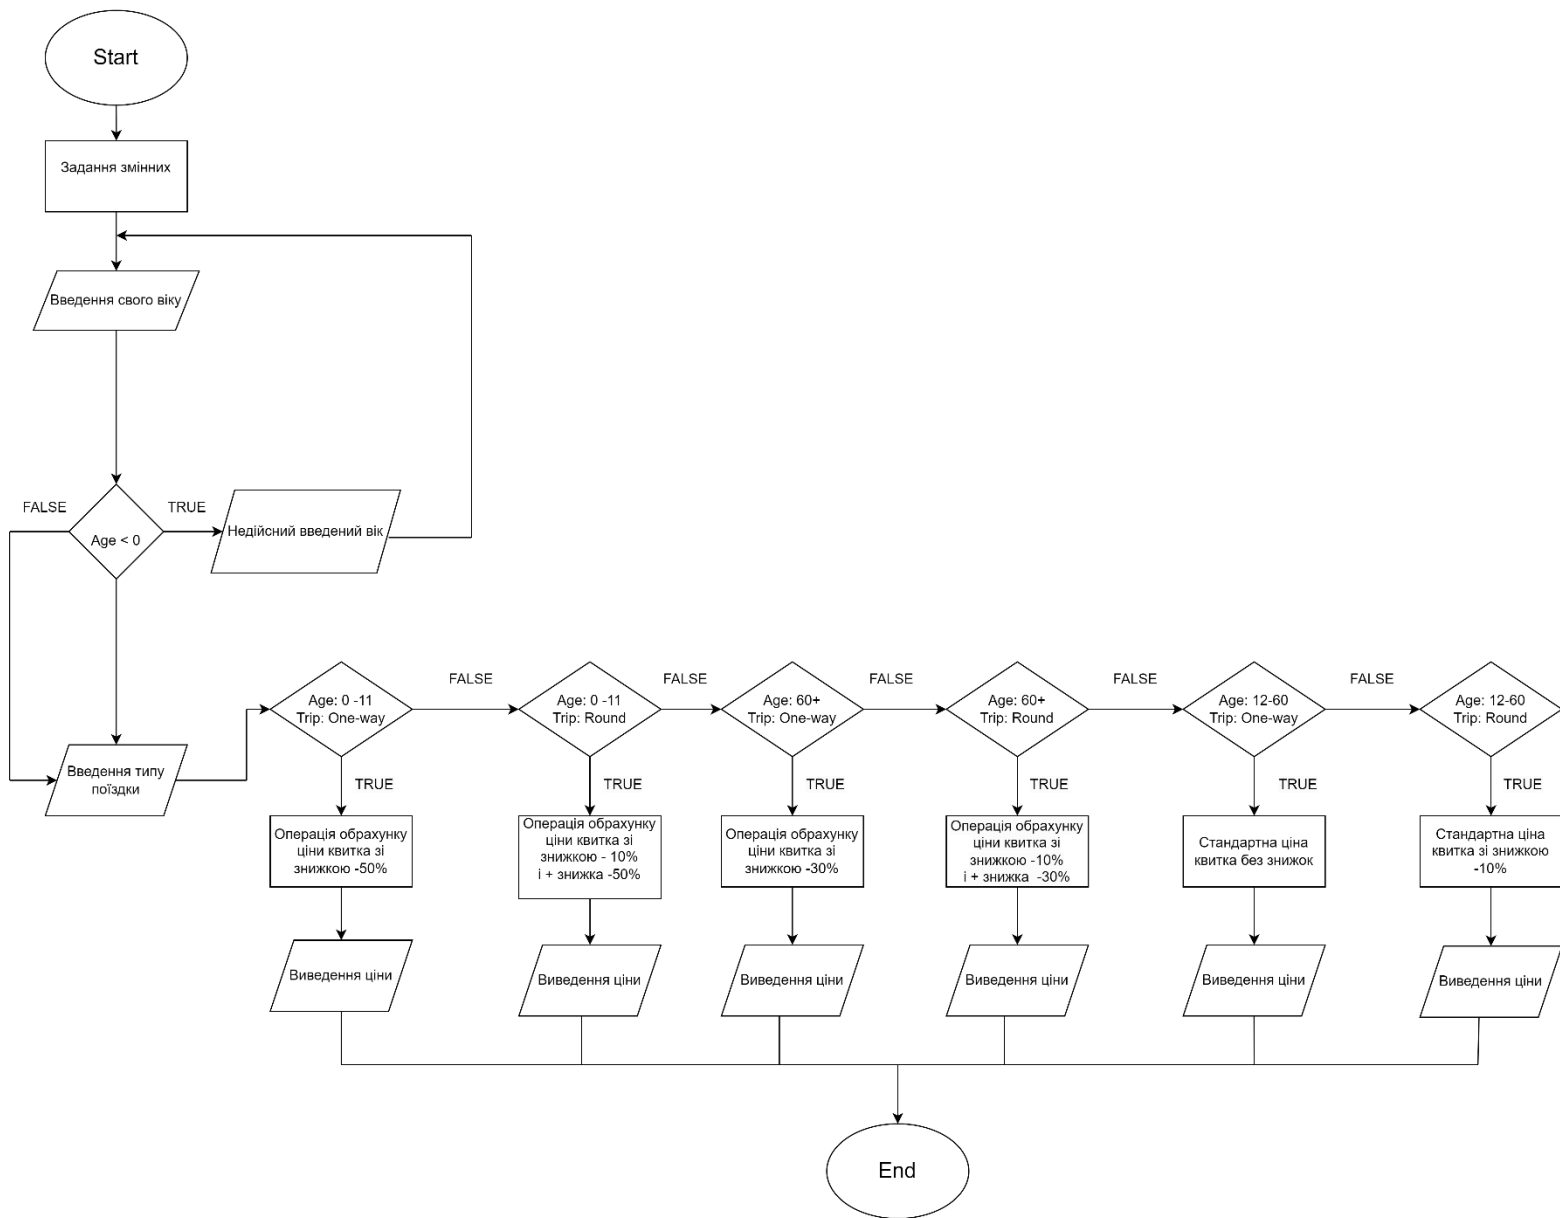 Start
Задання змінних
Введення свого віку
FALSE
TRUE
Age < 0
Недійсний введений вік
Введення типу
поїздки
Age: 0 -11
Trip: One-way
FALSE
Age: 0 -11
Trip: Round
FALSE
Age: 60+
Trip: One-way
FALSE
Age: 60+
Trip: Round
FALSE
Age: 12-60
Trip: One-way
FALSE
Age: 12-60
Trip: Round
TRUE
TRUE
TRUE
TRUE
TRUE
TRUE
Операція обрахунку
ціни квитка зі
знижкою -50%
Операція обрахунку
ціни квитка зі
знижкою - 10%
і + знижка -50%
Операція обрахунку
ціни квитка зі
знижкою -30%
Операція обрахунку
ціни квитка зі
знижкою -10%
і + знижка  -30%
Стандартна ціна
квитка без знижок
Стандартна ціна
квитка зі знижкою
-10%
Виведення ціни
Виведення ціни
Виведення ціни
Виведення ціни
Виведення ціни
Виведення ціни
End